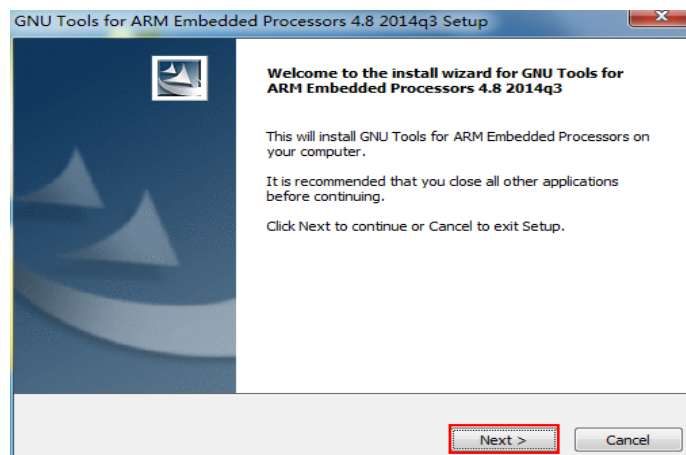 GNU Tools for ARM Embedded Processors 4.8 2014q3 Setup
Welcome to the install wizard for GNU Tools for
ARM Embedded Processors 4.8 2014q3
This will install GNU Tools for ARM Embedded Processors on
your computer.
It is recommended that you close all other applications
before continuing.
Click Next to continue or Cancel to exit Setup.
Next >
Cancel